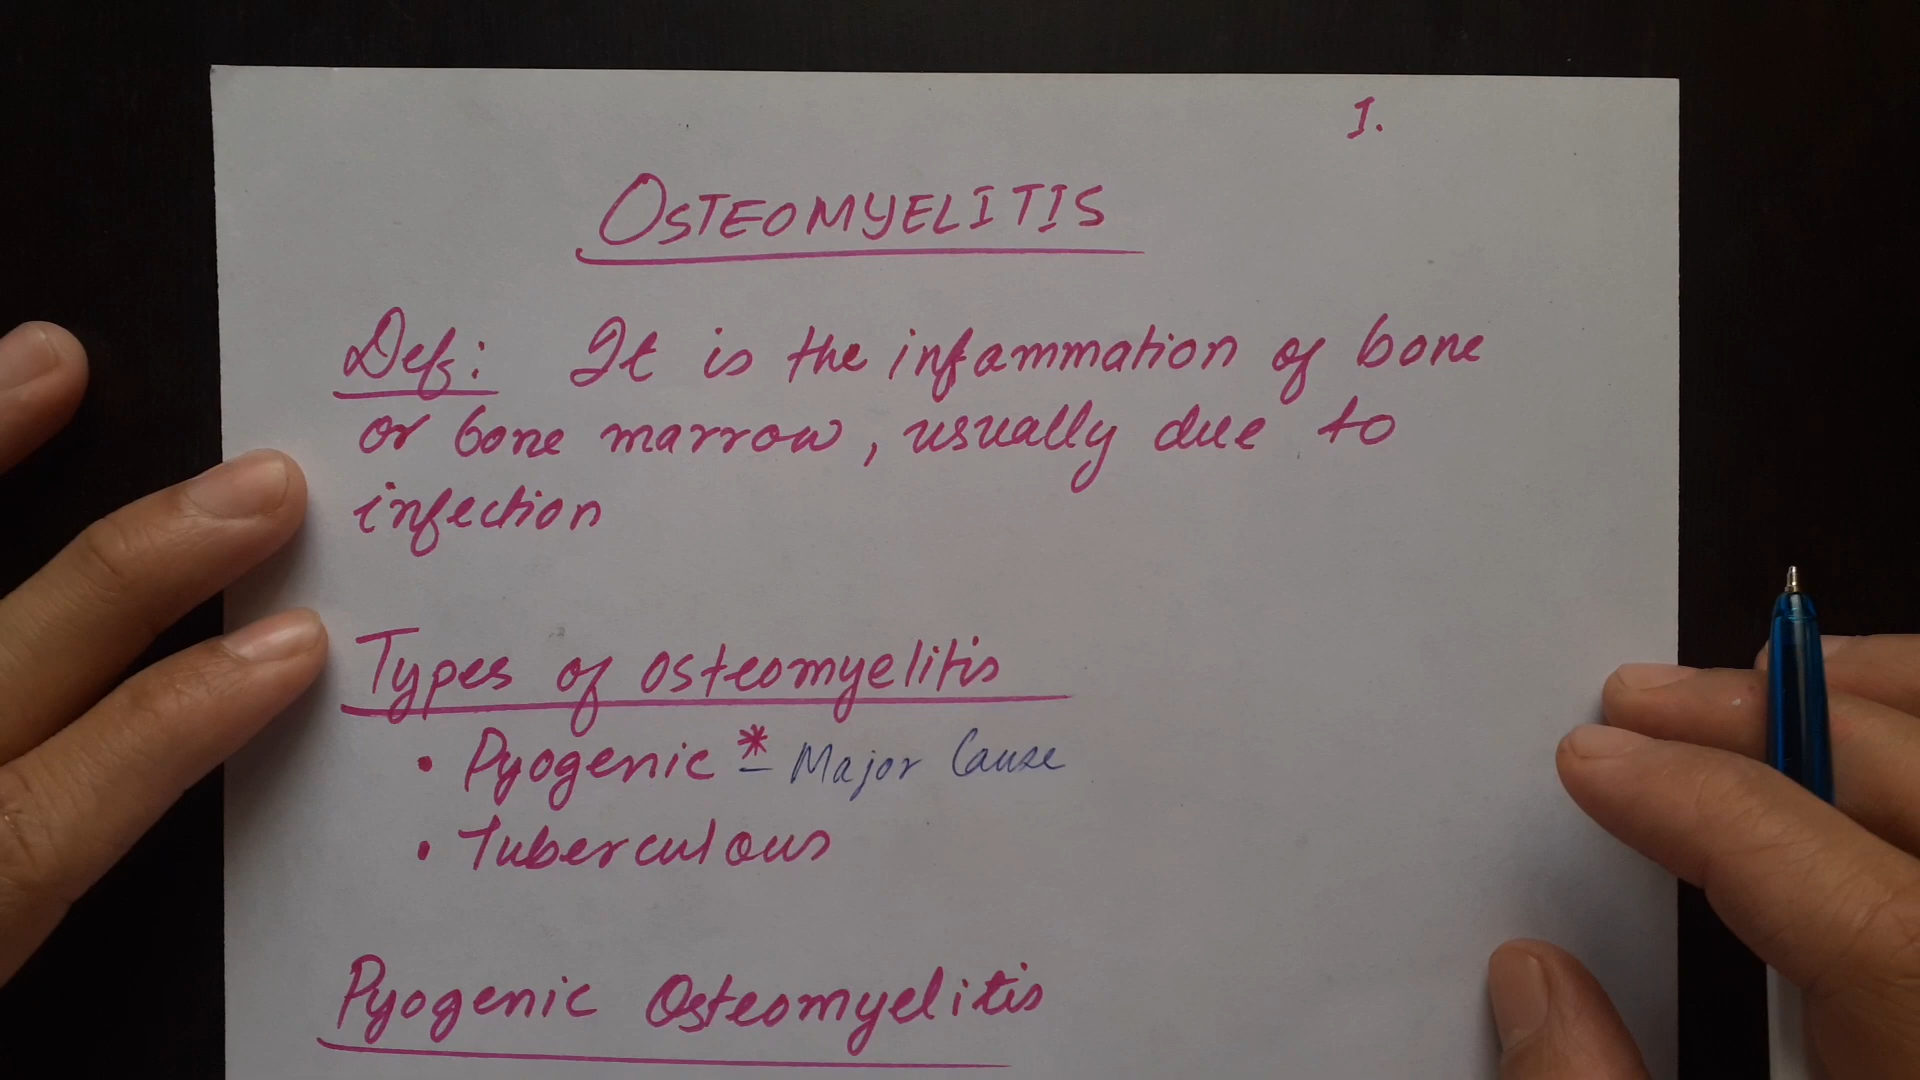 1.
OSTEOMYELITIS
Def: It is the infammation of bone
or bone marrow, usually due to
infection
Types of osteomyelitis
• Pyogenic * - Major Cause
• Tuberculous
Pyogenic Osteomyelitis